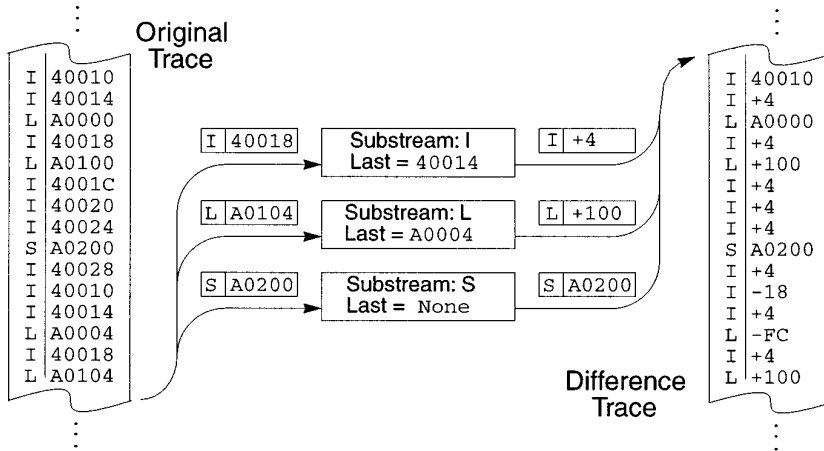 Original
Trace
I 40010
I 40014
L A0000
I 40018
L A0100
I 4001C
I 40020
I 40024
S A0200
I 40028
I 40010
I 40014
L A0004
I 40018
L A0104
I 40018
Substream: I
Last = 40014
I +4
L A0104
Substream: L
Last = A0004
L +100
S A0200
Substream: S
Last = None
S A0200
Difference
Trace
I 40010
I +4
L A0000
I +4
L +100
I +4
I +4
I +4
S A0200
I +4
I -18
I +4
L -FC
I +4
L +100